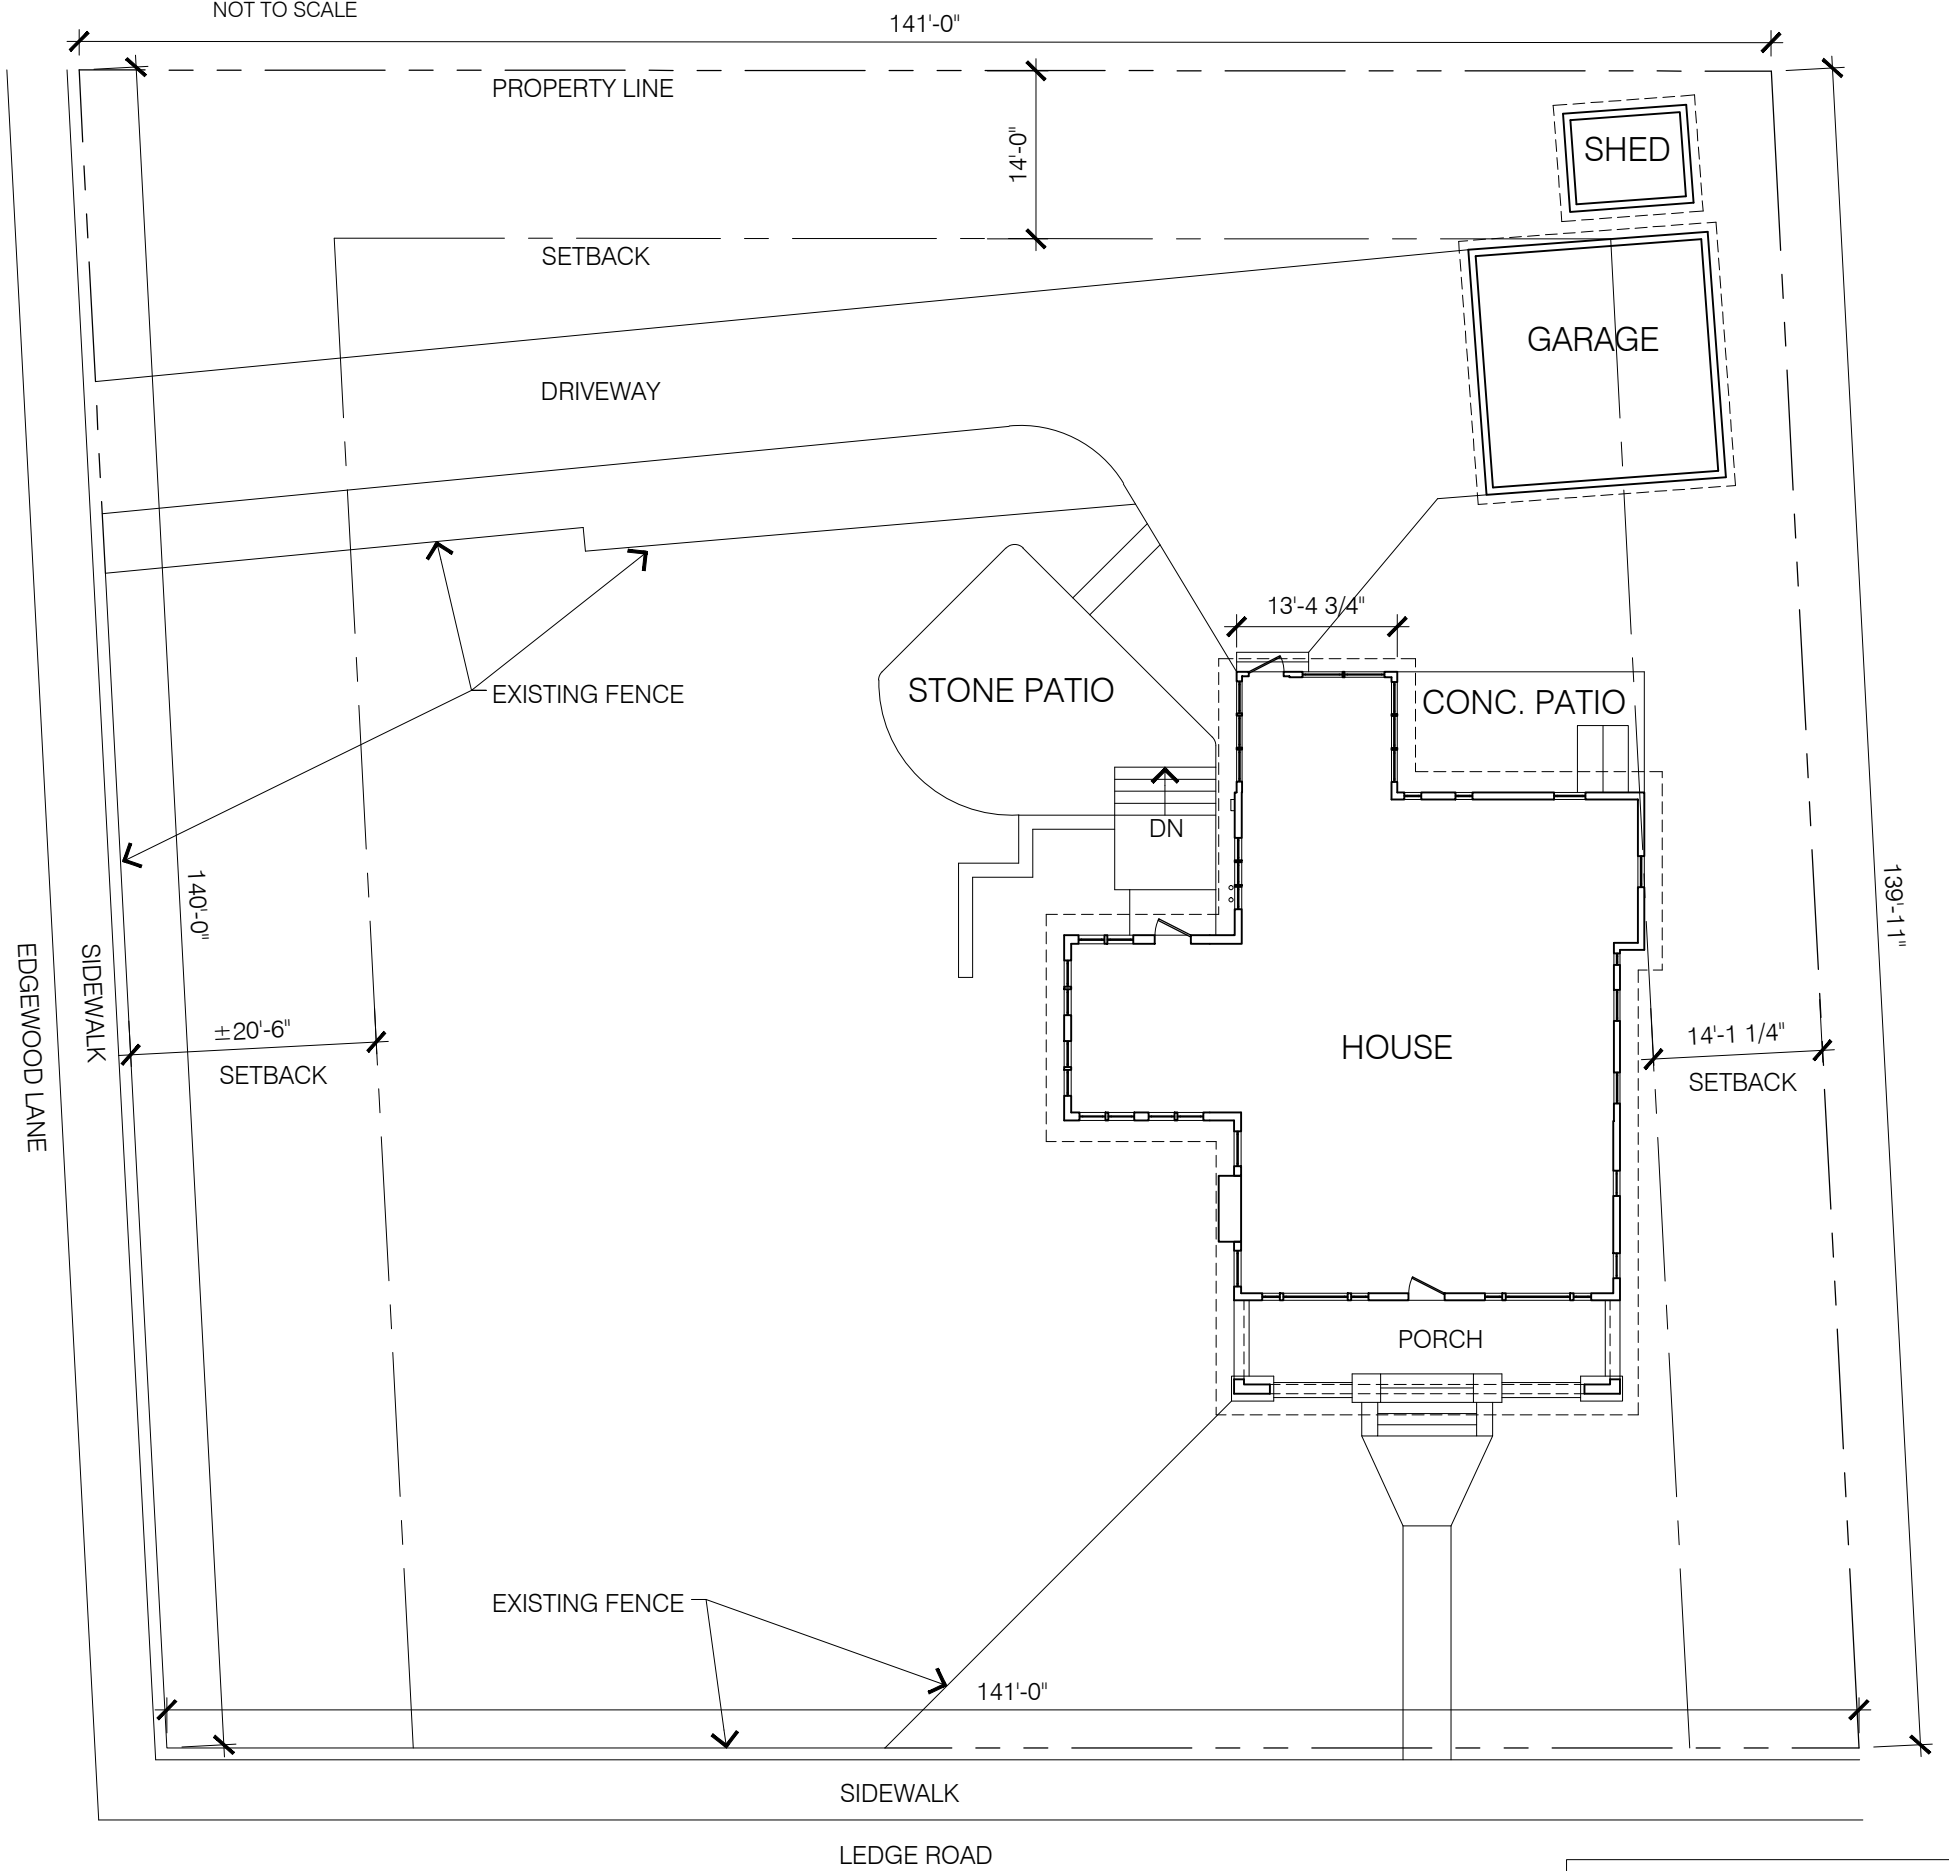 NOT TO SCALE
141'-0"
PROPERTY LINE
14'-0"
SHED
SETBACK
GARAGE
DRIVEWAY
13'-4 3/4"
EXISTING FENCE
STONE PATIO
CONC. PATIO
DN
140'-0"
139'-1"
EDGEWOOD LANE
SIDEWALK
±20'-6"
SETBACK
HOUSE
14'-1 1/4"
SETBACK
PORCH
EXISTING FENCE
141'-0"
SIDEWALK
LEDGE ROAD